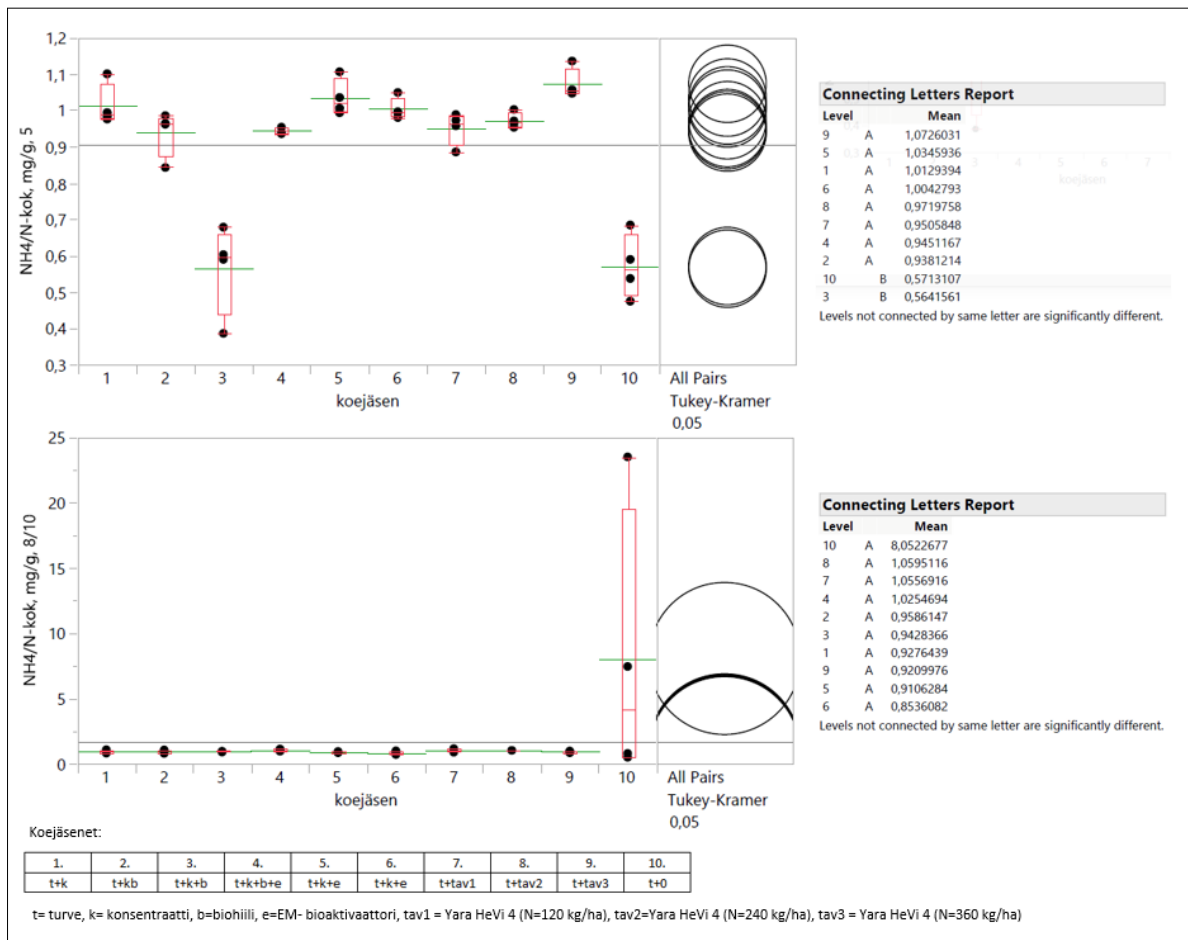 1,2
1,1
1
0,9
0,8
0,7
0,6
0,5
0,4
0,3
NH4/N-kok, mg/g, 5
1 2 3 4 5 6 7 8 9 10
koejäsen
All Pairs
Tukey-Kramer
0,05
Connecting Letters Report
Level Mean
9 A 1,0726031
5 A 1,0345936
1 A 1,0129394
6 A 1,0042793
8 A 0,9719758
7 A 0,9505848
4 A 0,9451167
2 A 0,9381214
10 B 0,5713107
3 B 0,5641561
Levels not connected by same letter are significantly different.
koejäsen
25
20
15
10
5
0
NH4/N-kok, mg/g, 8/10
1 2 3 4 5 6 7 8 9 10
koejäsen
All Pairs
Tukey-Kramer
0,05
Connecting Letters Report
Level Mean
10 A 8,0522677
8 A 1,0595116
7 A 1,0556916
4 A 1,0254694
2 A 0,9586147
3 A 0,9428366
1 A 0,9276439
9 A 0,9209976
5 A 0,9106284
6 A 0,8536082
Levels not connected by same letter are significantly different.
Koejäsenet:
1. 2. 3. 4. 5. 6. 7. 8. 9. 10.
t+k t+kb t+k+b t+k+b+e t+k+e t+k+e t+tav1 t+tav2 t+tav3 t+0
t= turve, k= konsentraatti, b=biohiili, e=EM- bioaktivaattori, tav1 = Yara HeVi 4 (N=120 kg/ha), tav2=Yara HeVi 4 (N=240 kg/ha), tav3 = Yara HeVi 4 (N=360 kg/ha)